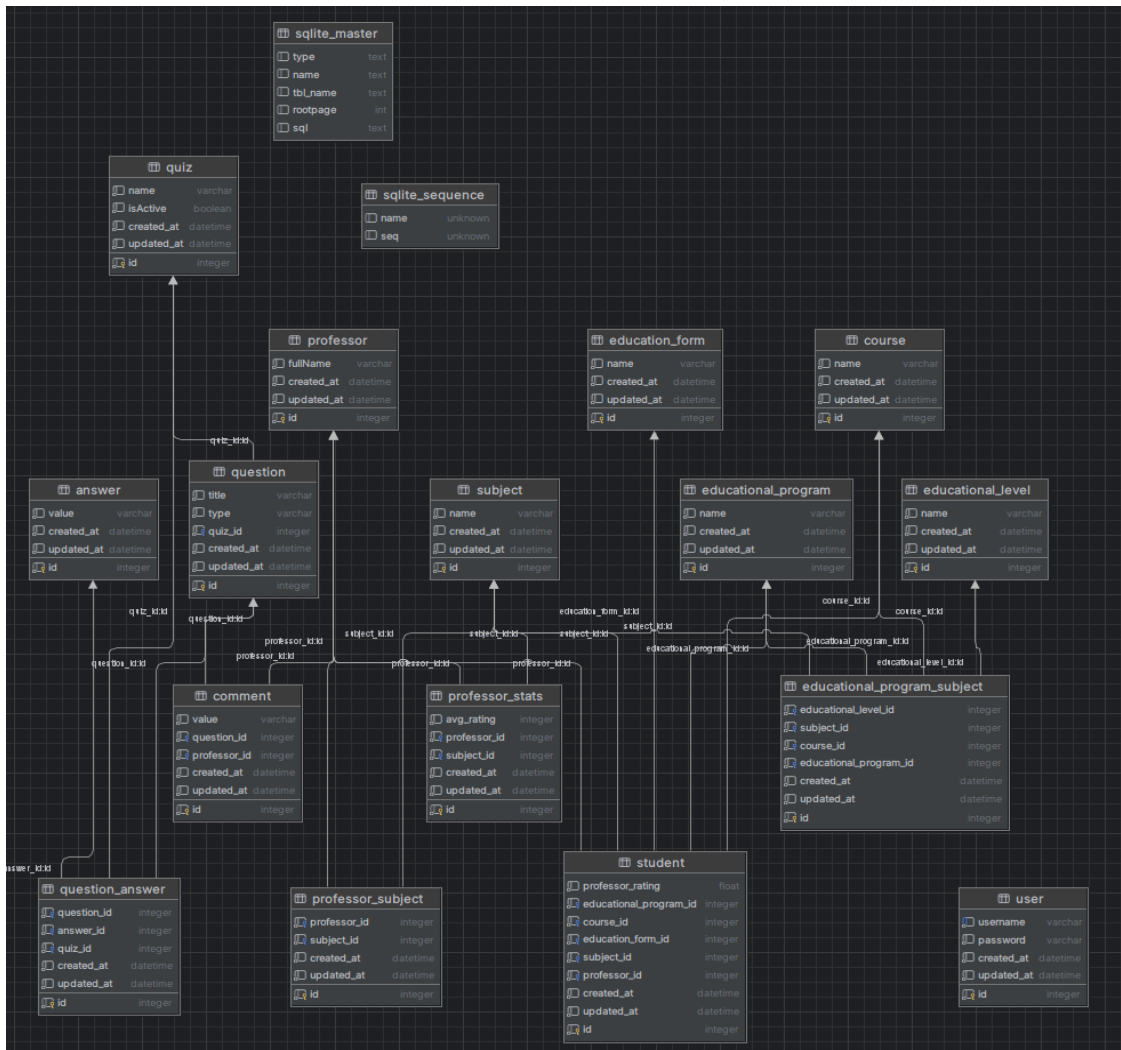 sqlite_master
type text
name text
tbl_name text
rootpage int
sql text
quiz
name varchar
isActive boolean
created_at datetime
updated_at datetime
id integer
sqlite_sequence
name unknown
seq unknown
professor
fullName varchar
created_at datetime
updated_at datetime
id integer
education_form
name varchar
created_at datetime
updated_at datetime
id integer
course
name varchar
created_at datetime
updated_at datetime
id integer
quiz_id:id
answer
value varchar
created_at datetime
updated_at datetime
id integer
question
title varchar
type varchar
quiz_id integer
created_at datetime
updated_at datetime
id integer
subject
name varchar
created_at datetime
updated_at datetime
id integer
educational_program
name varchar
created_at datetime
updated_at datetime
id integer
educational_level
name varchar
created_at datetime
updated_at datetime
id integer
quiz_id:id
question_id:id
education_form_id:id
course_id:id
course_id:id
professor_id:id
subject_id:id
subject_id:id
subject_id:id
subject_id:id
educational_program_id:id
educational_program_id:id
question_id:id
professor_id:id
professor_id:id
professor_id:id
educational_level_id:id
comment
value varchar
question_id integer
professor_id integer
created_at datetime
updated_at datetime
id integer
professor_stats
avg_rating integer
professor_id integer
subject_id integer
created_at datetime
updated_at datetime
id integer
educational_program_subject
educational_level_id integer
subject_id integer
course_id integer
educational_program_id integer
created_at datetime
updated_at datetime
id integer
answer_id:id
question_answer
question_id integer
answer_id integer
quiz_id integer
created_at datetime
updated_at datetime
id integer
professor_subject
professor_id integer
subject_id integer
created_at datetime
updated_at datetime
id integer
student
professor_rating float
educational_program_id integer
course_id integer
education_form_id integer
subject_id integer
professor_id integer
created_at datetime
updated_at datetime
id integer
user
username varchar
password varchar
created_at datetime
updated_at datetime
id integer